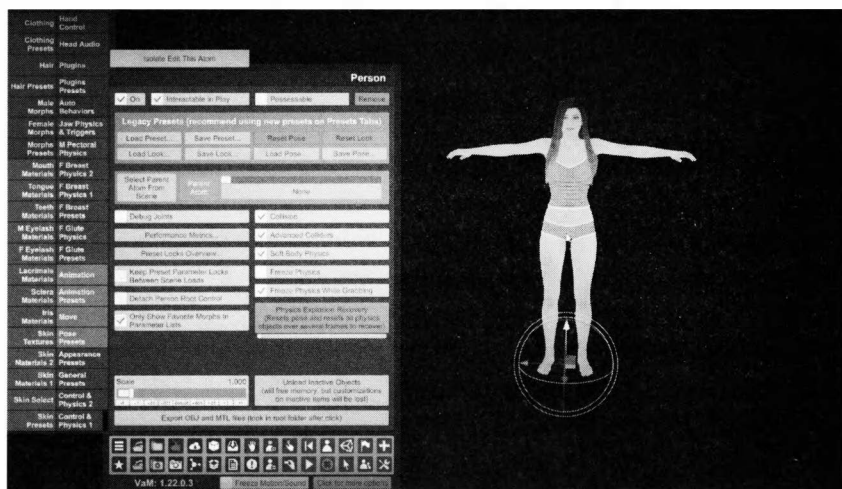 Clothing Hand Control
Clothing Presets Head Audio
Hair Plugins
Hair Presets Plugins Presets
Male Morphs Auto Behaviors
Female Morphs Jaw Physics & Triggers
Morphs Presets M Pectoral Physics
Mouth Materials F Breast Physics 2
Tongue Materials F Breast Physics 1
Teeth Materials F Breast Presets
M Eyelash Materials F Glute Physics
F Eyelash Materials F Glute Presets
Lacrimals Materials Animation
Sclera Materials Animation Presets
Iris Materials Move
Skin Textures Pose Presets
Skin Materials 2 Appearance Presets
Skin Materials 1 General Presets
Skin Select Control & Physics 2
Skin Presets Control & Physics 1
Isolate Edit This Atom
Person
On Interactable in Play Possessable Remove
Legacy Presets (recommend using new presets on Presets Tabs)
Load Preset... Save Preset... Reset Pose Reset Look
Load Look... Save Look... Load Pose... Save Pose...
Select Parent Atom From Scene
Parent Atom
None
Debug Joints
Performance Metrics...
Preset Locks Overview...
Keep Preset Parameter Locks
Between Scene Loads
Detach Person Root Control
Only Show Favorite Morphs In
Parameter Lists
Collision
Advanced Colliders
Soft Body Physics
Freeze Physics
Freeze Physics While Grabbing
Physics Explosion Recovery
(Resets pose and resets all physics
objects over several frames to recover)
Scale 1.000
Unload Inactive Objects
(will free memory, but customizations
on inactive items will be lost)
Export OBJ and MTL files (look in root folder after click)
VaM: 1.22.0.3
Freeze Motion/Sound
Click for more options